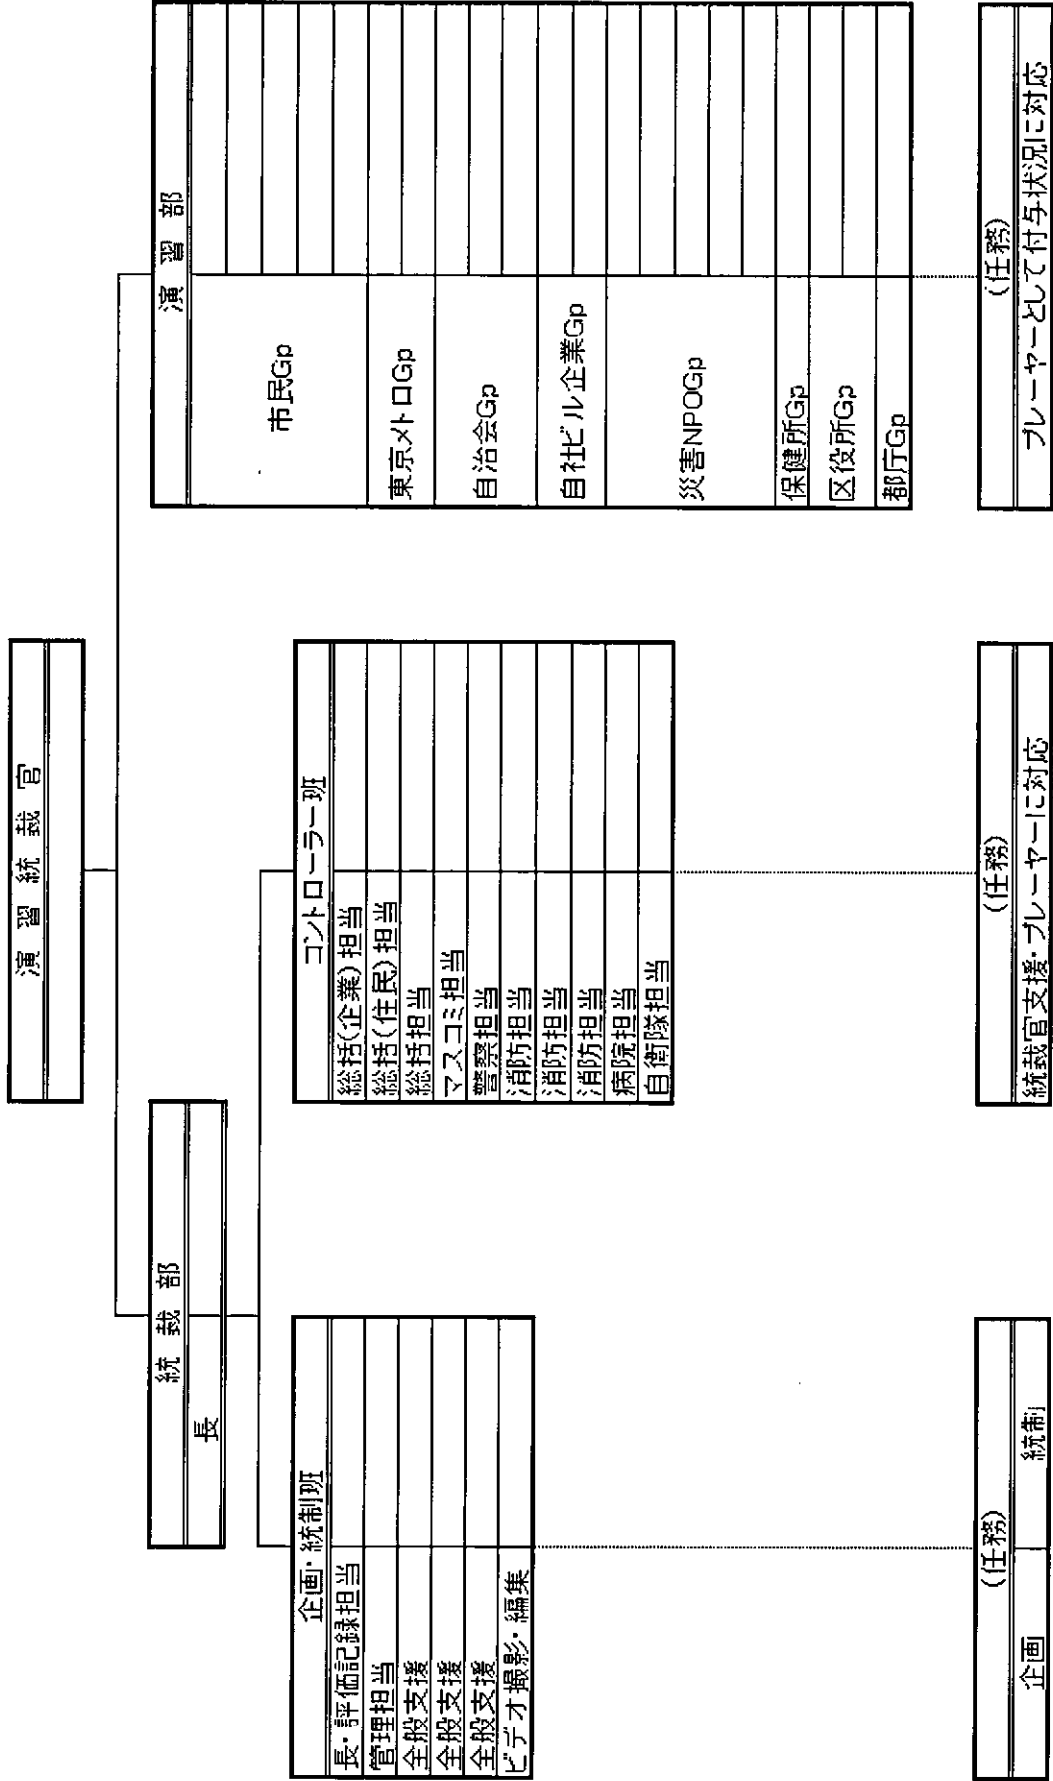 演習統裁官
統裁部
長
企画・統制班
長・評価記録担当
管理担当
全般支援
全般支援
全般支援
ビデオ撮影・編集
(任務)
企画
統制
コントローラー班
総括(企業)担当
総括(住民)担当
総括担当
マスコミ担当
警察担当
消防担当
消防担当
消防担当
病院担当
自衛隊担当
(任務)
統裁官支援・プレーヤーに対応
演習部
市民Gp
東京メトロGp
自治会Gp
自社ビル企業Gp
災害NPOGp
保健所Gp
区役所Gp
都庁Gp
(任務)
プレーヤーとして付与状況に対応